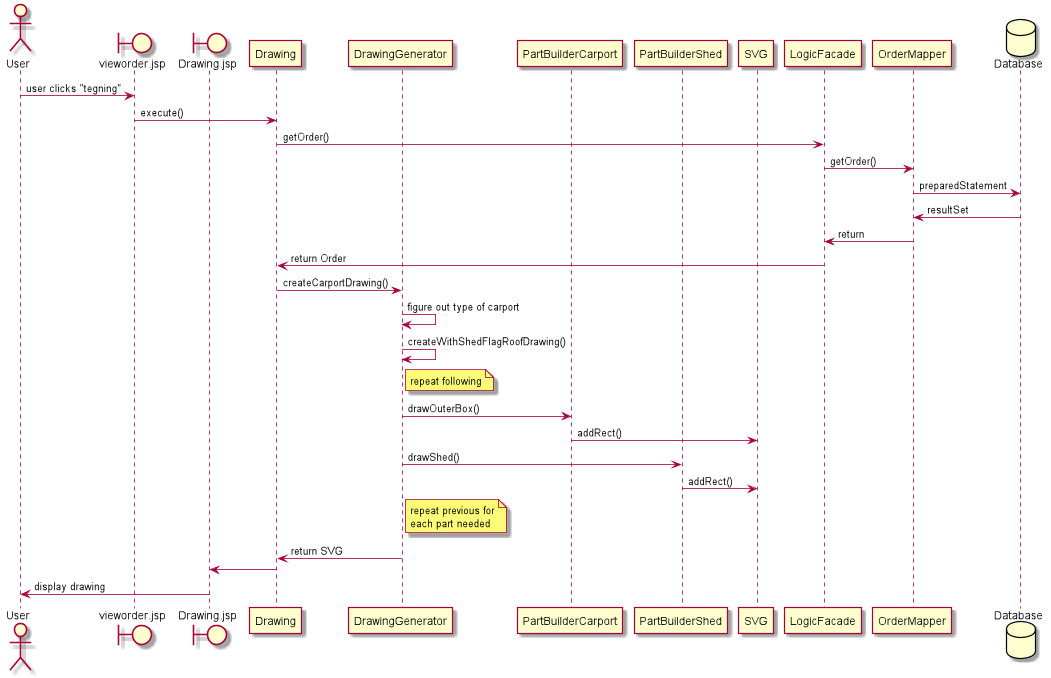 User
vieworder.jsp
Drawing.jsp
Drawing
DrawingGenerator
PartBuilderCarport
PartBuilderShed
SVG
LogicFacade
OrderMapper
Database
user clicks "tegning"
execute()
getOrder()
getOrder()
preparedStatement
resultSet
return
return Order
createCarportDrawing()
figure out type of carport
createWithShedFlagRoofDrawing()
repeat following
drawOuterBox()
addRect()
drawShed()
addRect()
repeat previous for
each part needed
return SVG
display drawing
User
vieworder.jsp
Drawing.jsp
Drawing
DrawingGenerator
PartBuilderCarport
PartBuilderShed
SVG
LogicFacade
OrderMapper
Database